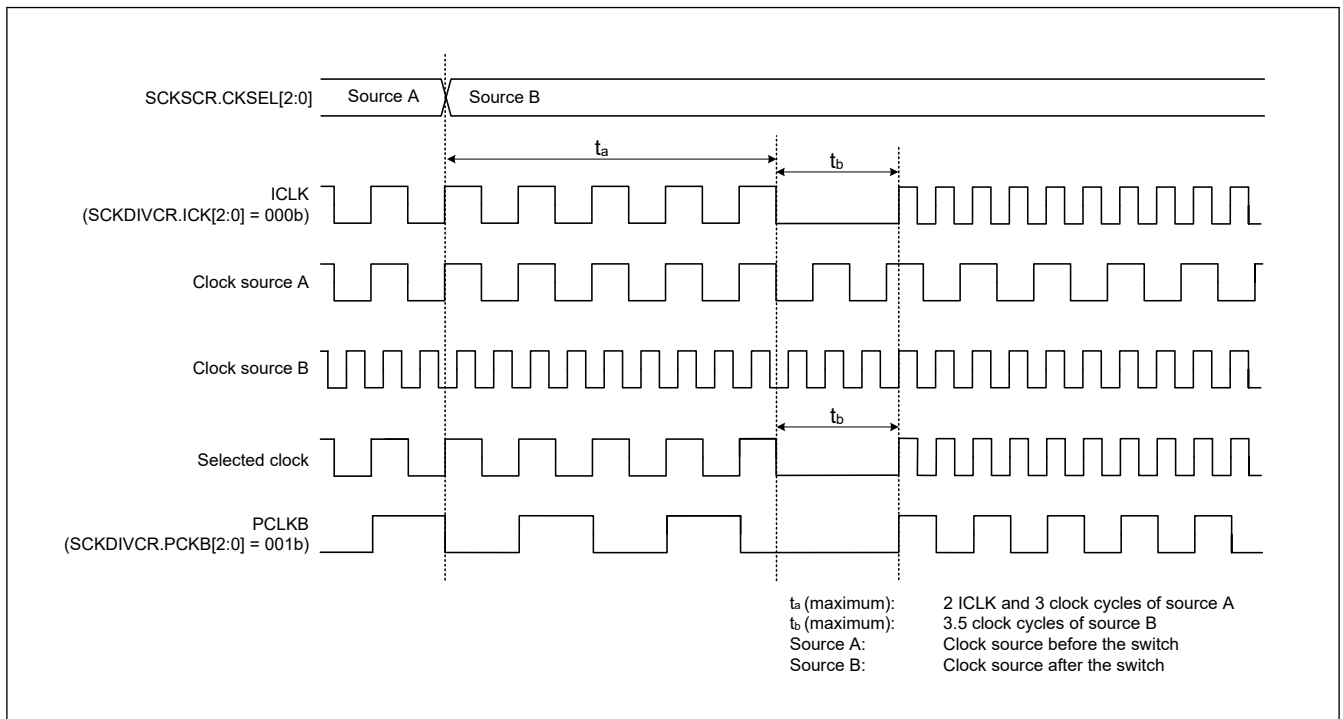 SCKSCR.CKSEL[2:0] Source A Source B
ta
tb
ICLK
(SCKDIVCR.ICK[2:0] = 000b)
Clock source A
Clock source B
tb
Selected clock
PCLKB
(SCKDIVCR.PCKB[2:0] = 001b)
ta (maximum): 2 ICLK and 3 clock cycles of source A
tb (maximum): 3.5 clock cycles of source B
Source A: Clock source before the switch
Source B: Clock source after the switch